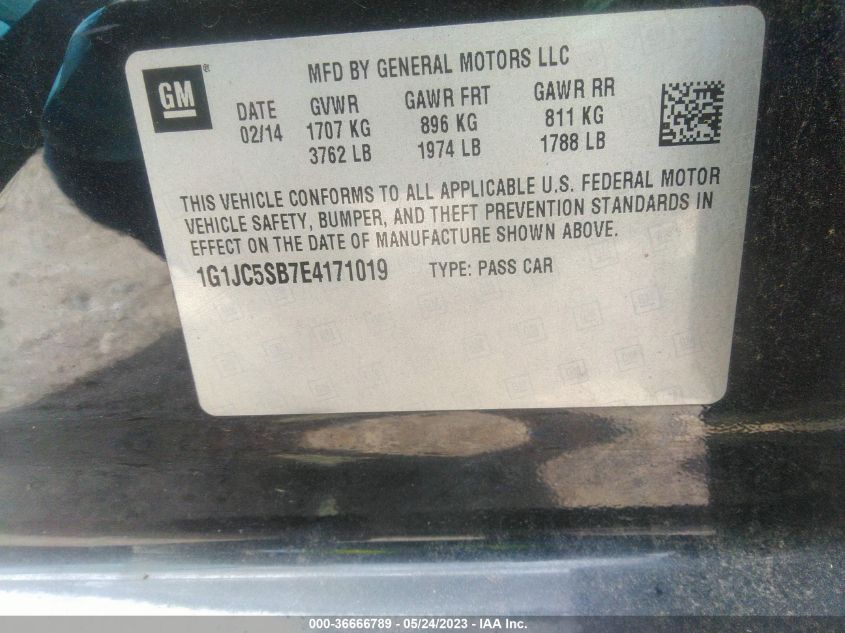 GM®
MFD BY GENERAL MOTORS LLC
DATE GVWR GAWR FRT GAWR RR
02/14 1707 KG 896 KG 811 KG
3762 LB 1974 LB 1788 LB
THIS VEHICLE CONFORMS TO ALL APPLICABLE U.S. FEDERAL MOTOR
VEHICLE SAFETY, BUMPER, AND THEFT PREVENTION STANDARDS IN
EFFECT ON THE DATE OF MANUFACTURE SHOWN ABOVE.
1G1JC5SB7E4171019 TYPE: PASS CAR
000-36666789 - 05/24/2023 - IAA Inc.